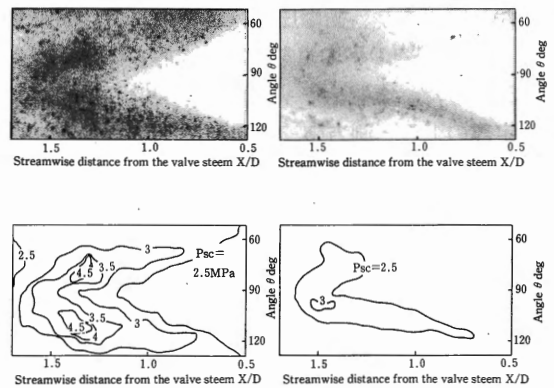 60
90
120
Angle θ deg
1.5 1.0 0.5
Streamwise distance from the valve steem X/D
60
90
120
Angle θ deg
1.5 1.0 0.5
Streamwise distance from the valve steem X/D
2.5
3
3.5
4.5
4
Psc=
2.5MPa
3.5
4.5
4
3
60
90
120
Angle θ deg
1.5 1.0 0.5
Streamwise distance from the valve steem X/D
Psc=2.5
3
60
90
120
Angle θ deg
1.5 1.0 0.5
Streamwise distance from the valve steem X/D